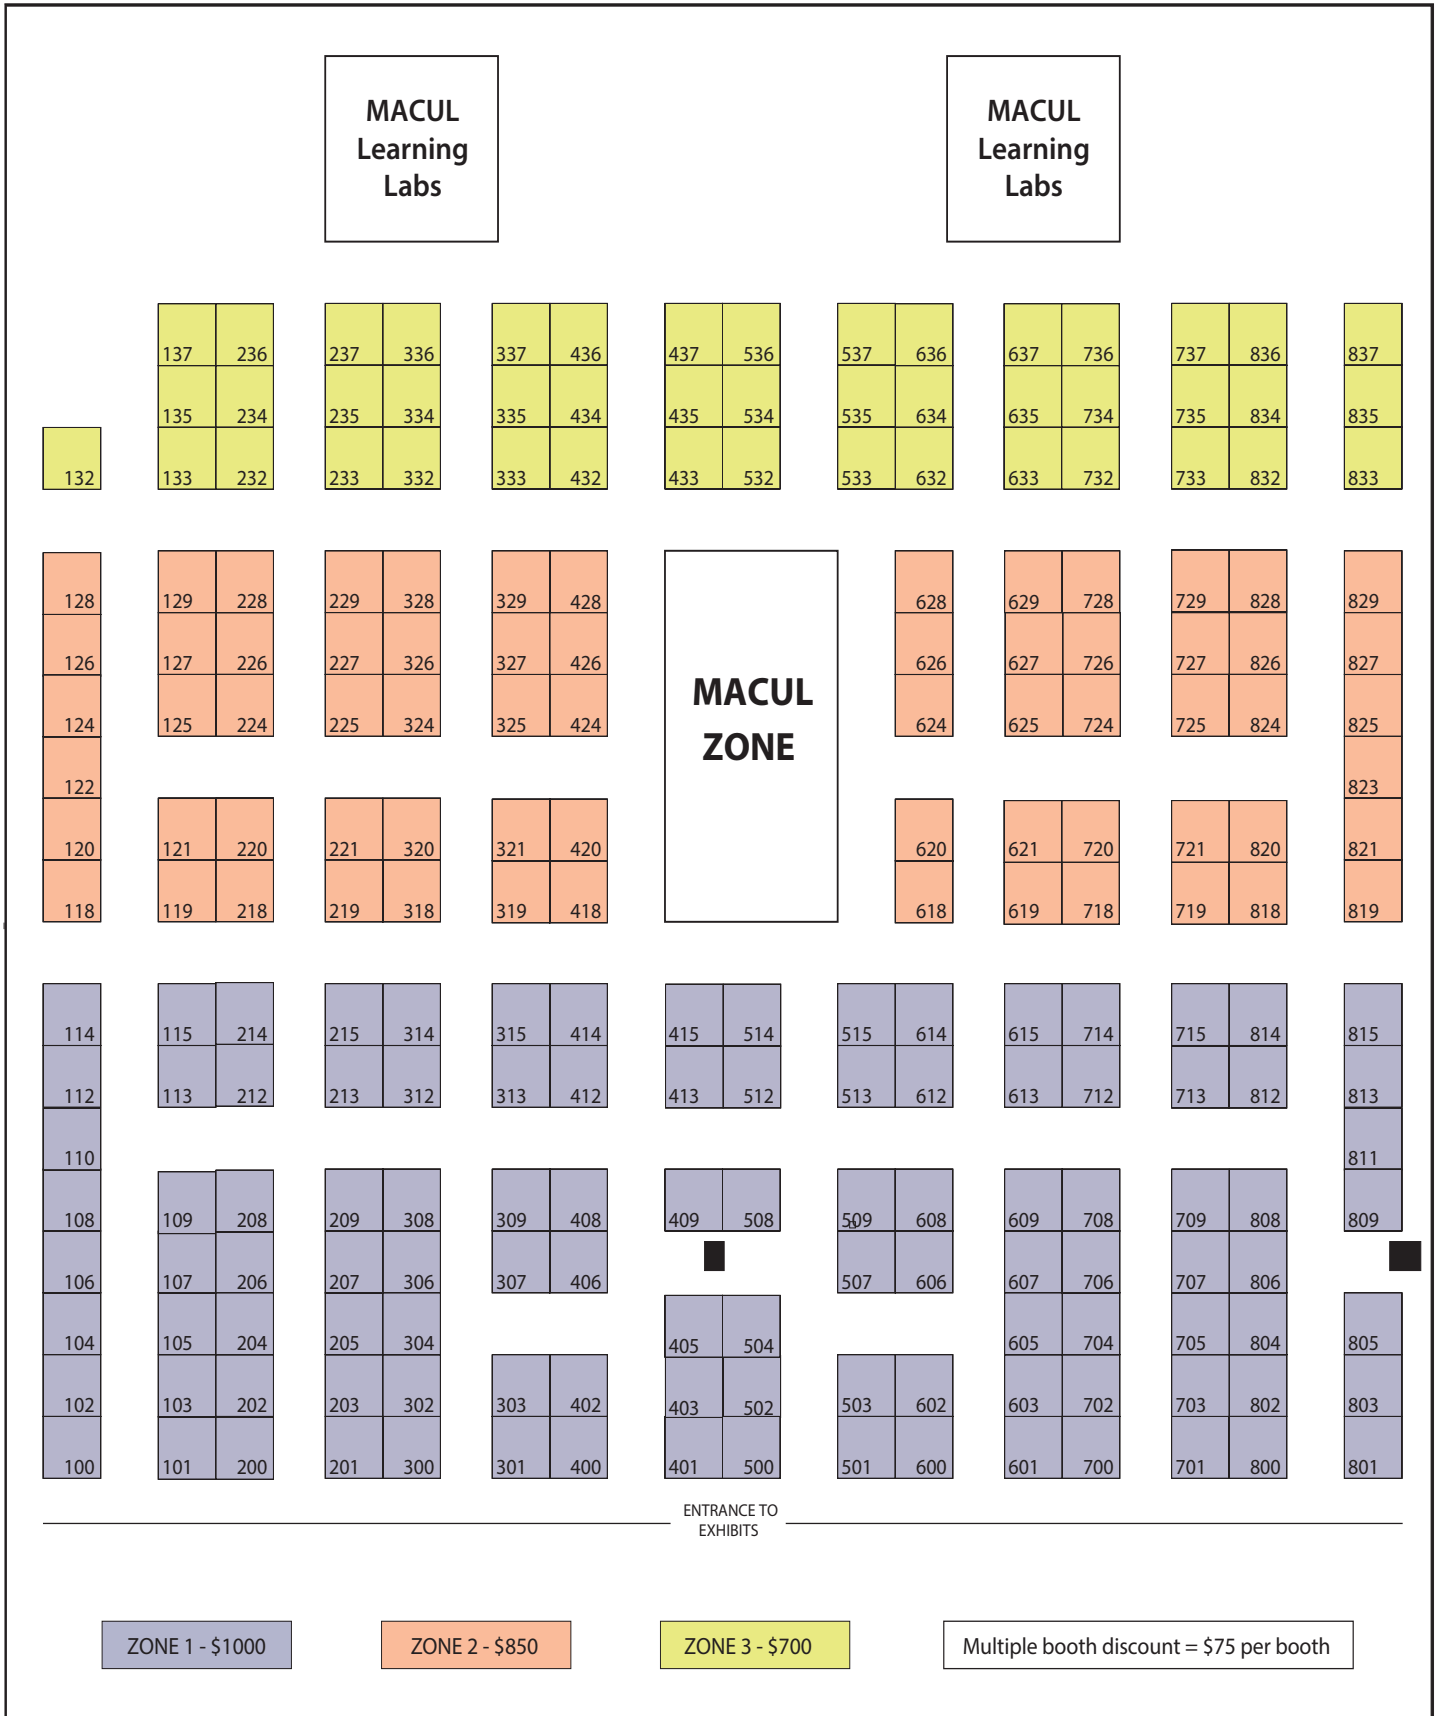 MACUL
Learning
Labs
MACUL
Learning
Labs
137 236 237 336 337 436 437 536 537 636 637 736 737 836 837
135 234 235 334 335 434 435 534 535 634 635 734 735 834 835
132 133 232 233 332 333 432 433 532 533 632 633 732 733 832 833
128 129 228 229 328 329 428 628 629 728 729 828 829
126 127 226 227 326 327 426 626 627 726 727 826 827
MACUL
124 125 224 225 324 325 424 624 625 724 725 824 825
ZONE
122 823
120 121 220 221 320 321 420 620 621 720 721 820 821
118 119 218 219 318 319 418 618 619 718 719 818 819
114 115 214 215 314 315 414 415 514 515 614 615 714 715 814 815
112 113 212 213 312 313 412 413 512 513 612 613 712 713 812 813
110 811
108 109 208 209 308 309 408 409 508 509 608 609 708 709 808 809
106 107 206 207 306 307 406 507 606 607 706 707 806
104 105 204 205 304 405 504 605 704 705 804 805
102 103 202 203 302 303 402 403 502 503 602 603 702 703 802 803
100 101 200 201 300 301 400 401 500 501 600 601 700 701 800 801
ENTRANCE TO
EXHIBITS
ZONE 1 - $1000 ZONE 2 - $850 ZONE 3 - $700 Multiple booth discount = $75 per booth